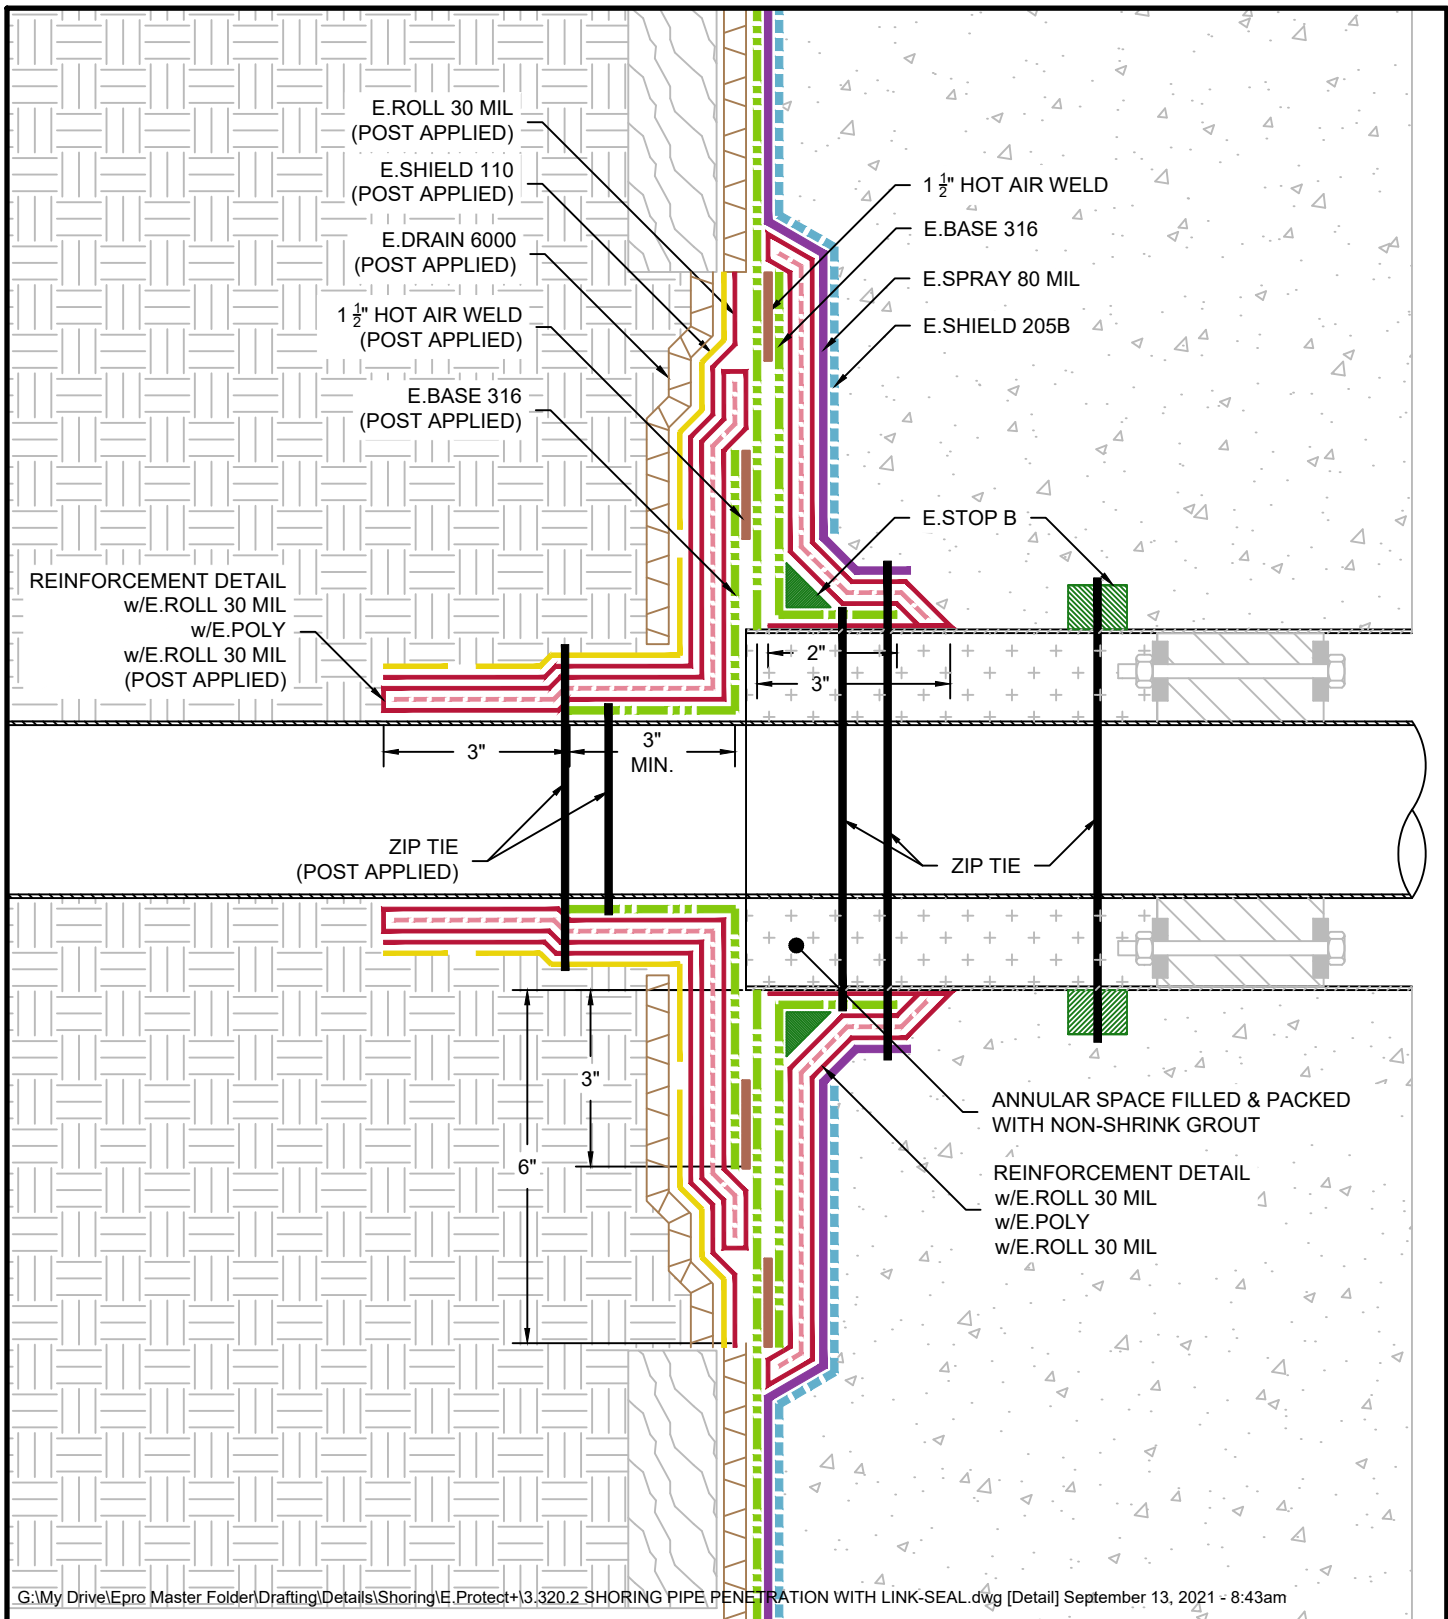 E.ROLL 30 MIL
(POST APPLIED)
E.SHIELD 110
(POST APPLIED)
E.DRAIN 6000
(POST APPLIED)
1 1/2" HOT AIR WELD
(POST APPLIED)
E.BASE 316
(POST APPLIED)
1 1/2" HOT AIR WELD
E.BASE 316
E.SPRAY 80 MIL
E.SHIELD 205B
E.STOP B
REINFORCEMENT DETAIL
w/E.ROLL 30 MIL
w/E.POLY
w/E.ROLL 30 MIL
(POST APPLIED)
2"
3"
3"
3"
MIN.
ZIP TIE
(POST APPLIED)
ZIP TIE
3"
6"
ANNULAR SPACE FILLED & PACKED
WITH NON-SHRINK GROUT
REINFORCEMENT DETAIL
w/E.ROLL 30 MIL
w/E.POLY
w/E.ROLL 30 MIL
G:\My Drive\Epro Master Folder\Drafting\Details\Shoring\E.Protect+\3.320.2 SHORING PIPE PENETRATION WITH LINK-SEAL.dwg [Detail] September 13, 2021 - 8:43am